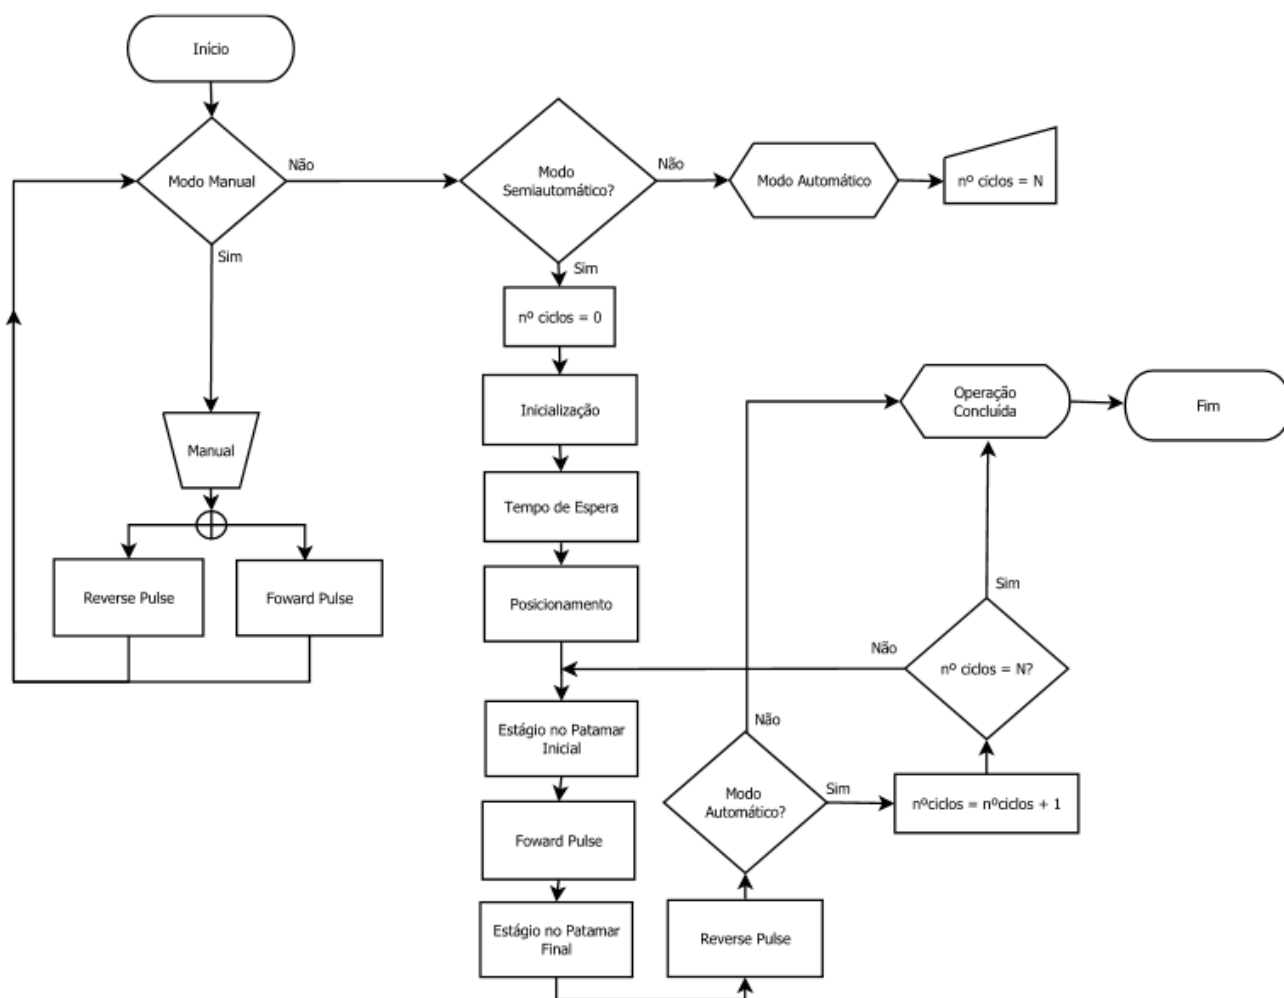 Início
Modo Manual
Não
Modo
Semiautomático?
Não
Modo Automático
nº ciclos = N
Sim
Sim
nº ciclos = 0
Inicialização
Operação
Concluída
Fim
Manual
Tempo de Espera
Reverse Pulse
Foward Pulse
Posicionamento
Sim
Não
nº ciclos = N?
Estágio no Patamar
Inicial
Não
Modo
Automático?
Sim
nºciclos = nºciclos + 1
Foward Pulse
Estágio no Patamar
Final
Reverse Pulse